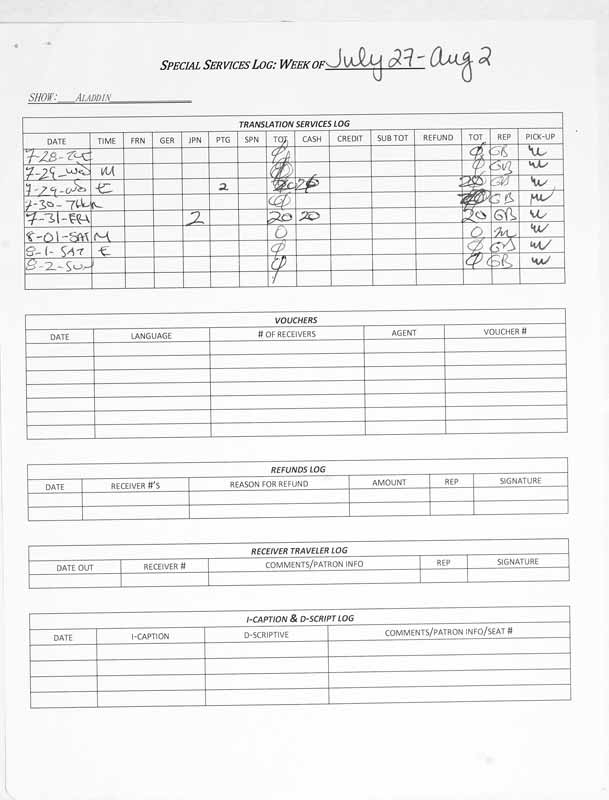 SPECIAL SERVICES LOG: WEEK OF July 27-Aug 2
SHOW: ALADDIN
TRANSLATION SERVICES LOG
DATE TIME FRN GER JPN PTG SPN TOT CASH CREDIT SUB TOT REFUND TOT REP PICK-UP
7-28-TUE Ø Ø GB
7-29-WED M Ø Ø GB
7-29-WED E 2 20 20 20 GB
7-30-THUR Ø GB
7-31-FRI 2 20 20 20 GB
8-01-SAT M 0 0
8-1-SAT E Ø Ø GB
8-2-SUN Ø Ø GB
VOUCHERS
DATE LANGUAGE # OF RECEIVERS AGENT VOUCHER #
REFUNDS LOG
DATE RECEIVER #'S REASON FOR REFUND AMOUNT REP SIGNATURE
RECEIVER TRAVELER LOG
DATE OUT RECEIVER # COMMENTS/PATRON INFO REP SIGNATURE
I-CAPTION & D-SCRIPT LOG
DATE I-CAPTION D-SCRIPTIVE COMMENTS/PATRON INFO/SEAT #